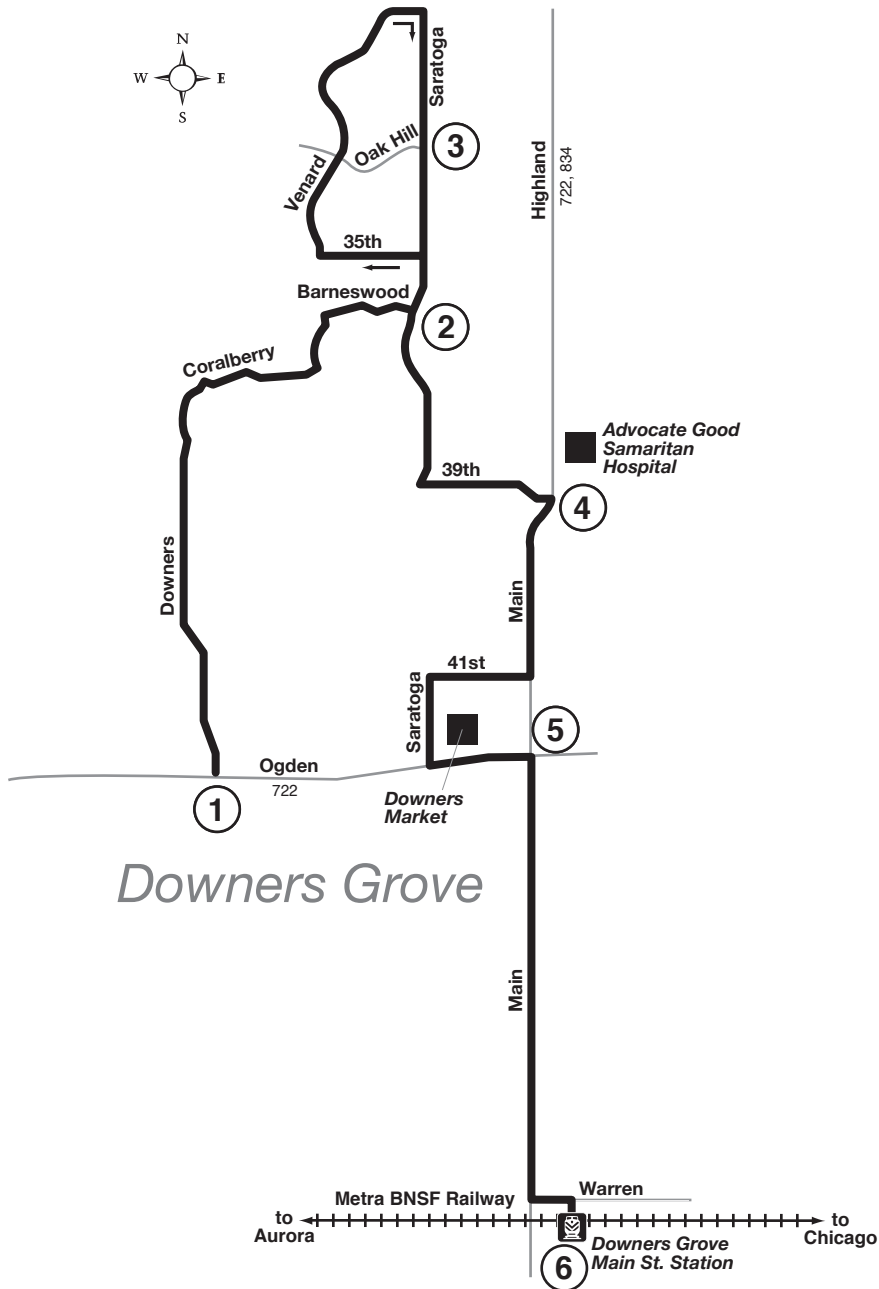 N
W
E
S
Saratoga
Oak Hill
3
Highland
722, 834
Venard
35th
Barneswood
2
Coralberry
Advocate Good
Samaritan
Hospital
39th
4
Downers
Main
41st
Saratoga
5
Ogden
722
1
Downers
Market
Downers Grove
Main
Warren
Metra BNSF Railway
to
Aurora
to
Chicago
Downers Grove
Main St. Station
6